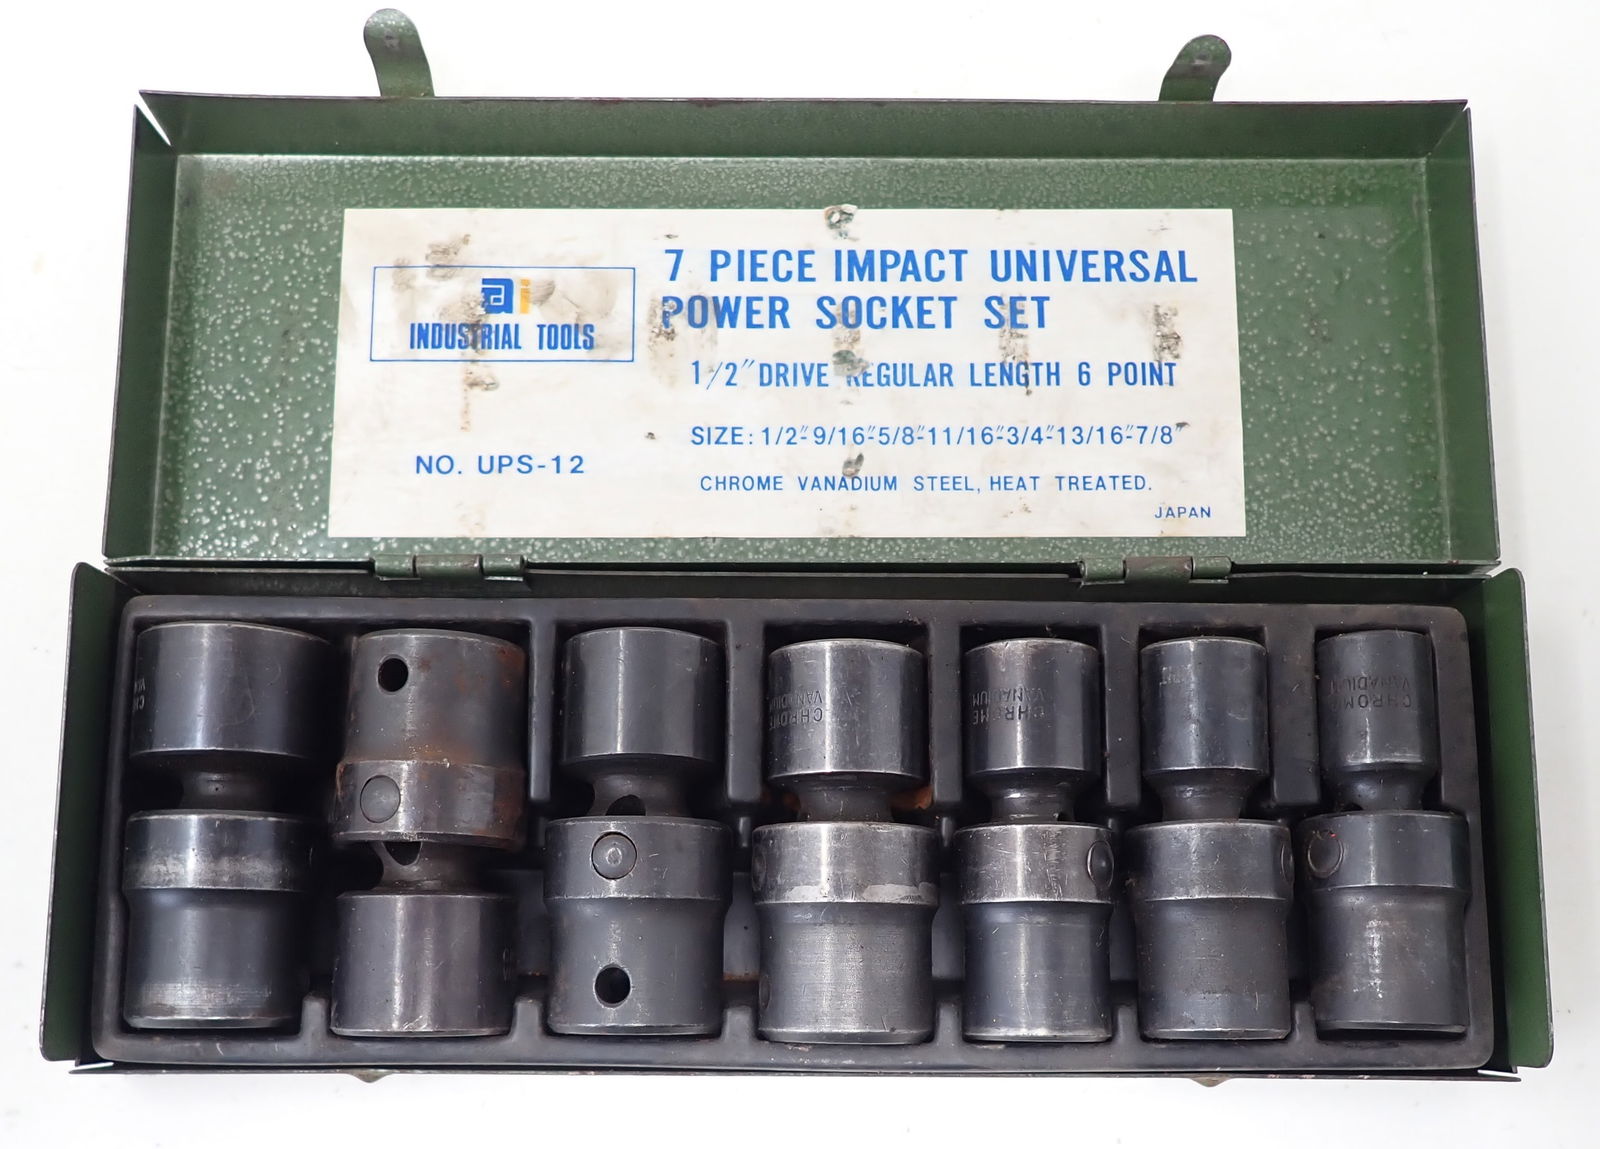 INDUSTRIAL TOOLS
NO. UPS-12
7 PIECE IMPACT UNIVERSAL
POWER SOCKET SET
1/2" DRIVE REGULAR LENGTH 6 POINT
SIZE: 1/2"-9/16"-5/8"-11/16"-3/4"-13/16"-7/8"
CHROME VANADIUM STEEL, HEAT TREATED.
JAPAN
CHROME
VANADIUM
CHROME
VANADIUM
CHROME
VANADIUM